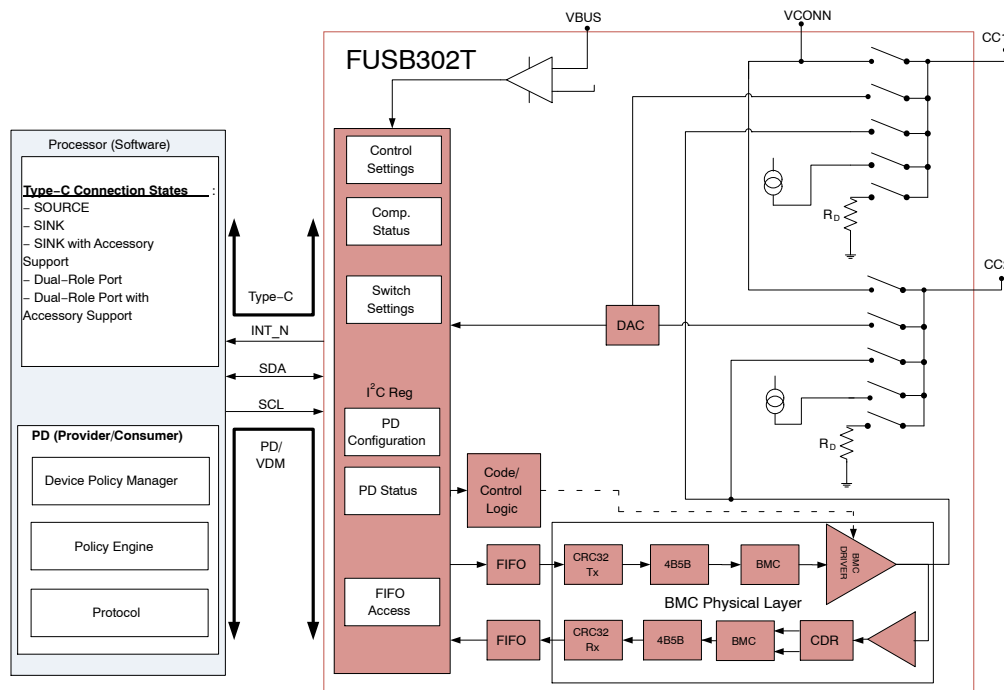 VBUS
VCONN
CC1
FUSB302T
Processor (Software)
Type−C Connection States :
− SOURCE
− SINK
− SINK with Accessory
Support
− Dual−Role Port
− Dual−Role Port with
Accessory Support
Type−C
INT_N
SDA
SCL
PD/
VDM
PD (Provider/Consumer)
Device Policy Manager
Policy Engine
Protocol
Control
Settings
Comp.
Status
Switch
Settings
I²C Reg
PD
Configuration
PD Status
FIFO
Access
Code/
Control
Logic
DAC
R_D
CC2
R_D
FIFO
CRC32
Tx
4B5B
BMC
BMC
DRIVER
BMC Physical Layer
FIFO
CRC32
Rx
4B5B
BMC
CDR